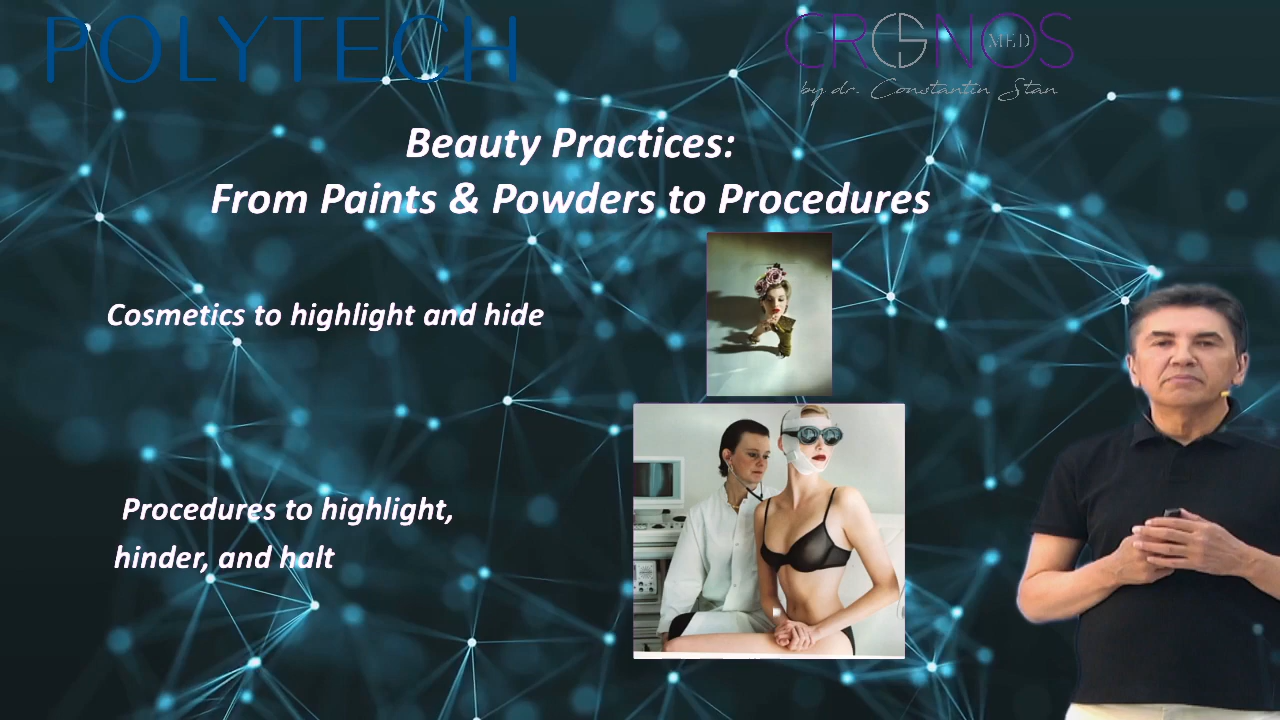 POLYTECH
CRONOS
MED
by dr. Constantin Stan
Beauty Practices:
From Paints & Powders to Procedures
Cosmetics to highlight and hide
Procedures to highlight,
hinder, and halt